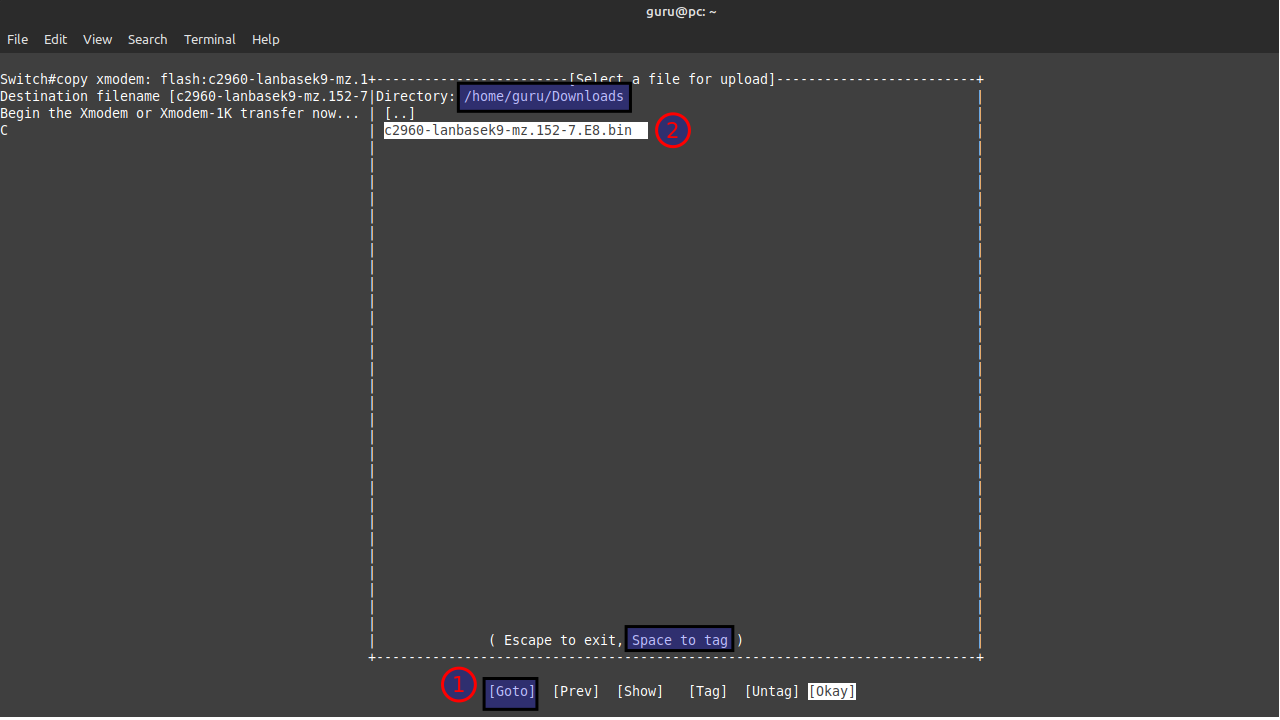 guru@pc: ~
File Edit View Search Terminal Help
Switch#copy xmodem: flash:c2960-lanbasek9-mz.1+------------------------[Select a file for upload]-------------------------+
Destination filename [c2960-lanbasek9-mz.152-7|Directory: /home/guru/Downloads |
Begin the Xmodem or Xmodem-1K transfer now... | [..] |
C | c2960-lanbasek9-mz.152-7.E8.bin 2 |
( Escape to exit, Space to tag )
1 [Goto] [Prev] [Show] [Tag] [Untag] [Okay]